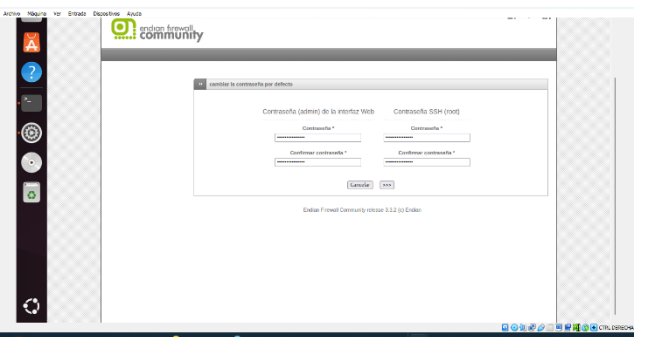 Archivo Máquina Ver Entrada Dispositivos Ayuda
endian firewall
community
>> cambiar la contraseña por defecto
Contraseña (admin) de la interfaz Web Contraseña SSH (root)
Contraseña * Contraseña *
Confirmar contraseña * Confirmar contraseña *
Cancelar >>>
Endian Firewall Community release 3.3.2 (c) Endian
CTRL DERECHA